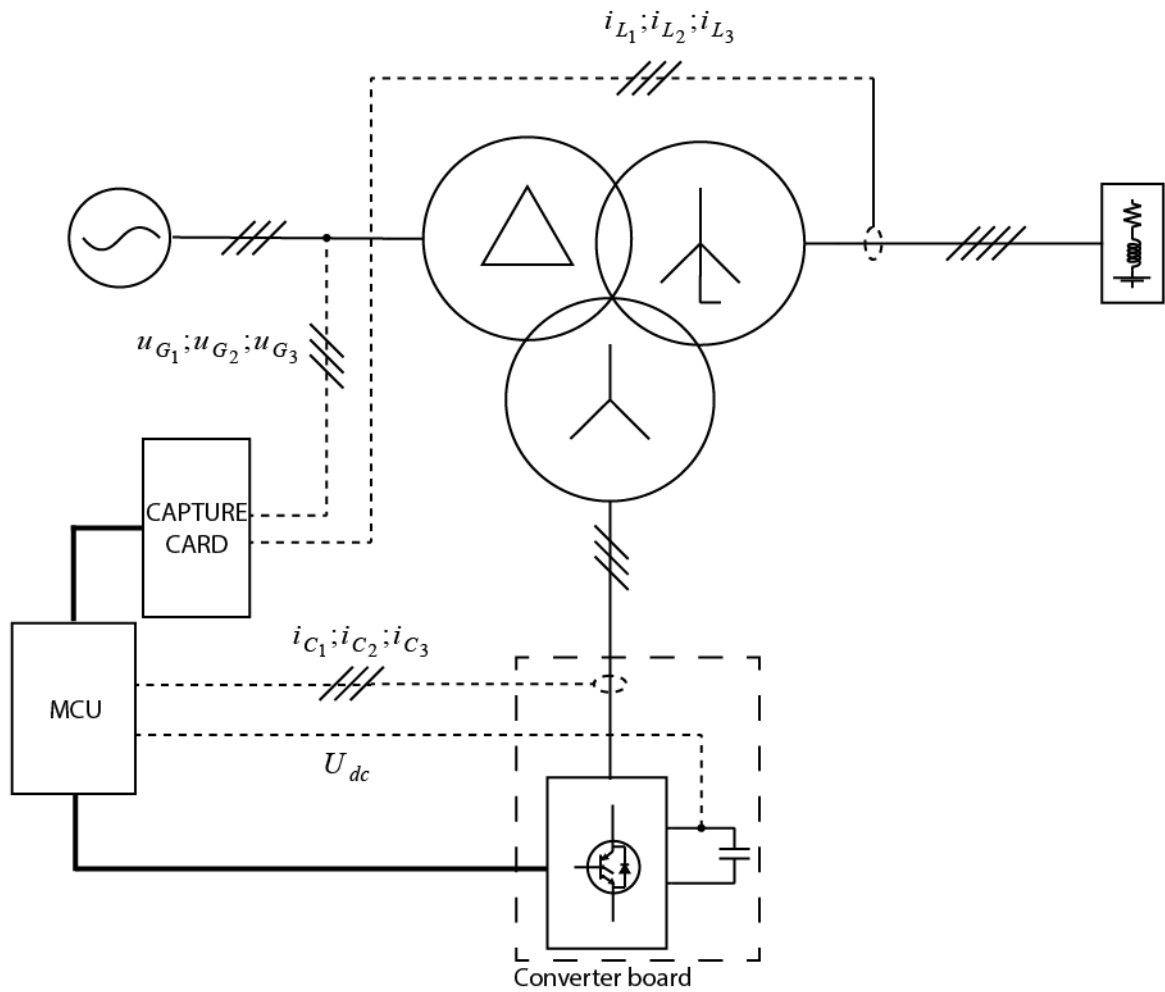 i_{L_1};i_{L_2};i_{L_3}
u_{G_1};u_{G_2};u_{G_3}
CAPTURE
CARD
i_{C_1};i_{C_2};i_{C_3}
MCU
U_{dc}
Converter board